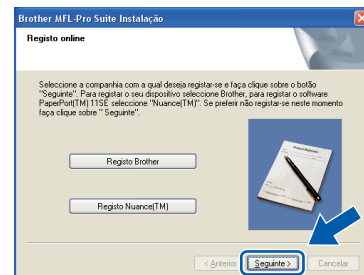 Brother MFL-Pro Suite Instalação
Registo online
Seleccione a companhia com a qual deseja registar-se e faça clique sobre o botão
"Seguinte". Para registar o seu dispositivo seleccione Brother, para registar o software
PaperPort(TM) 11SE seleccione "Nuance(TM)". Se preferir não registar-se neste momento
faça clique sobre " Seguinte".
Registo Brother
Registo Nuance(TM)
< Anterior
Seguinte >
Cancelar